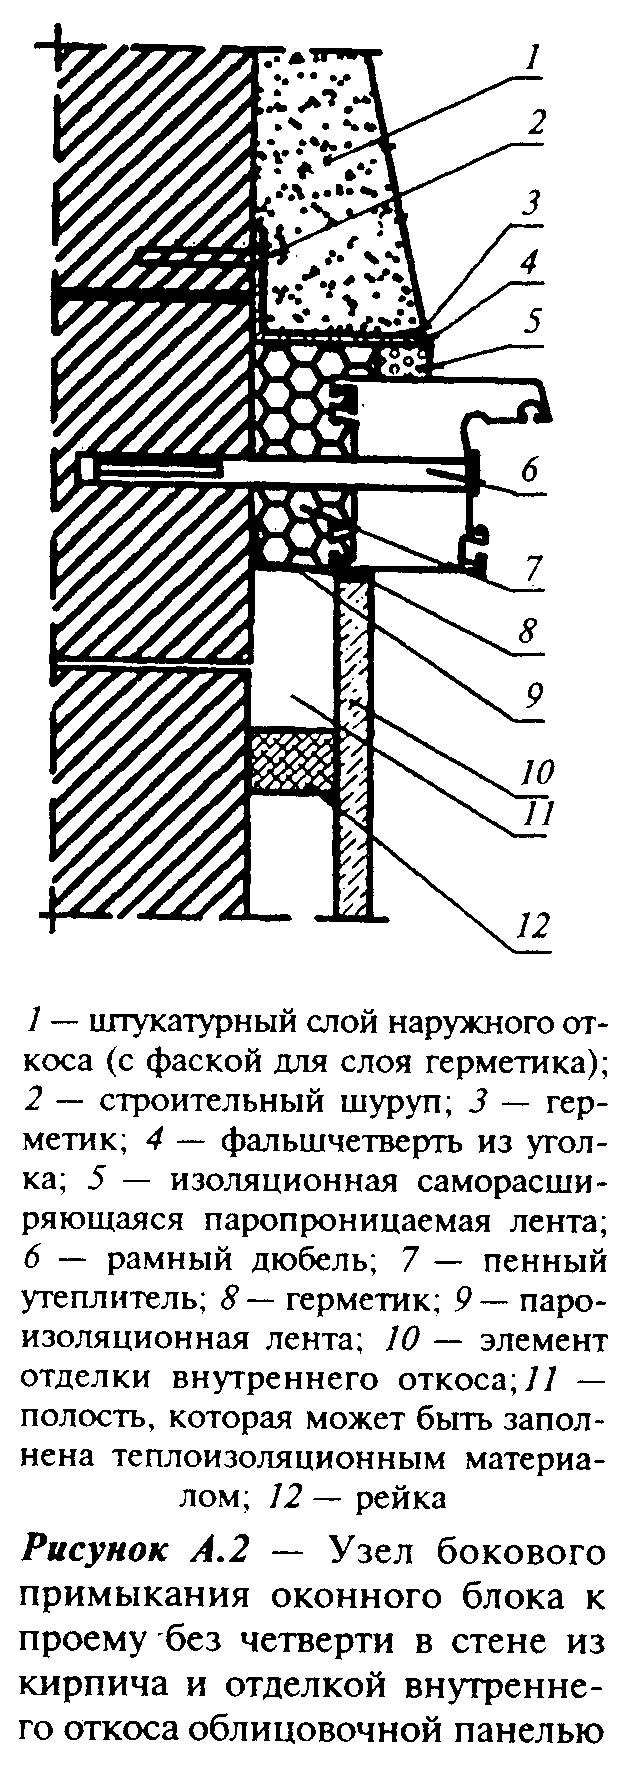 1
2
3
4
5
6
7
8
9
10
11
12
1 — штукатурный слой наружного от-
коса (с фаской для слоя герметика);
2 — строительный шуруп; 3 — гер-
метик; 4 — фальшчетверть из угол-
ка; 5 — изоляционная саморасши-
ряющаяся паропроницаемая лента;
6 — рамный дюбель; 7 — пенный
утеплитель; 8 — герметик; 9 — паро-
изоляционная лента; 10 — элемент
отделки внутреннего откоса; 11 —
полость, которая может быть запол-
нена теплоизоляционным материа-
лом; 12 — рейка
Рисунок А.2 — Узел бокового
примыкания оконного блока к
проему без четверти в стене из
кирпича и отделкой внутренне-
го откоса облицовочной панелью